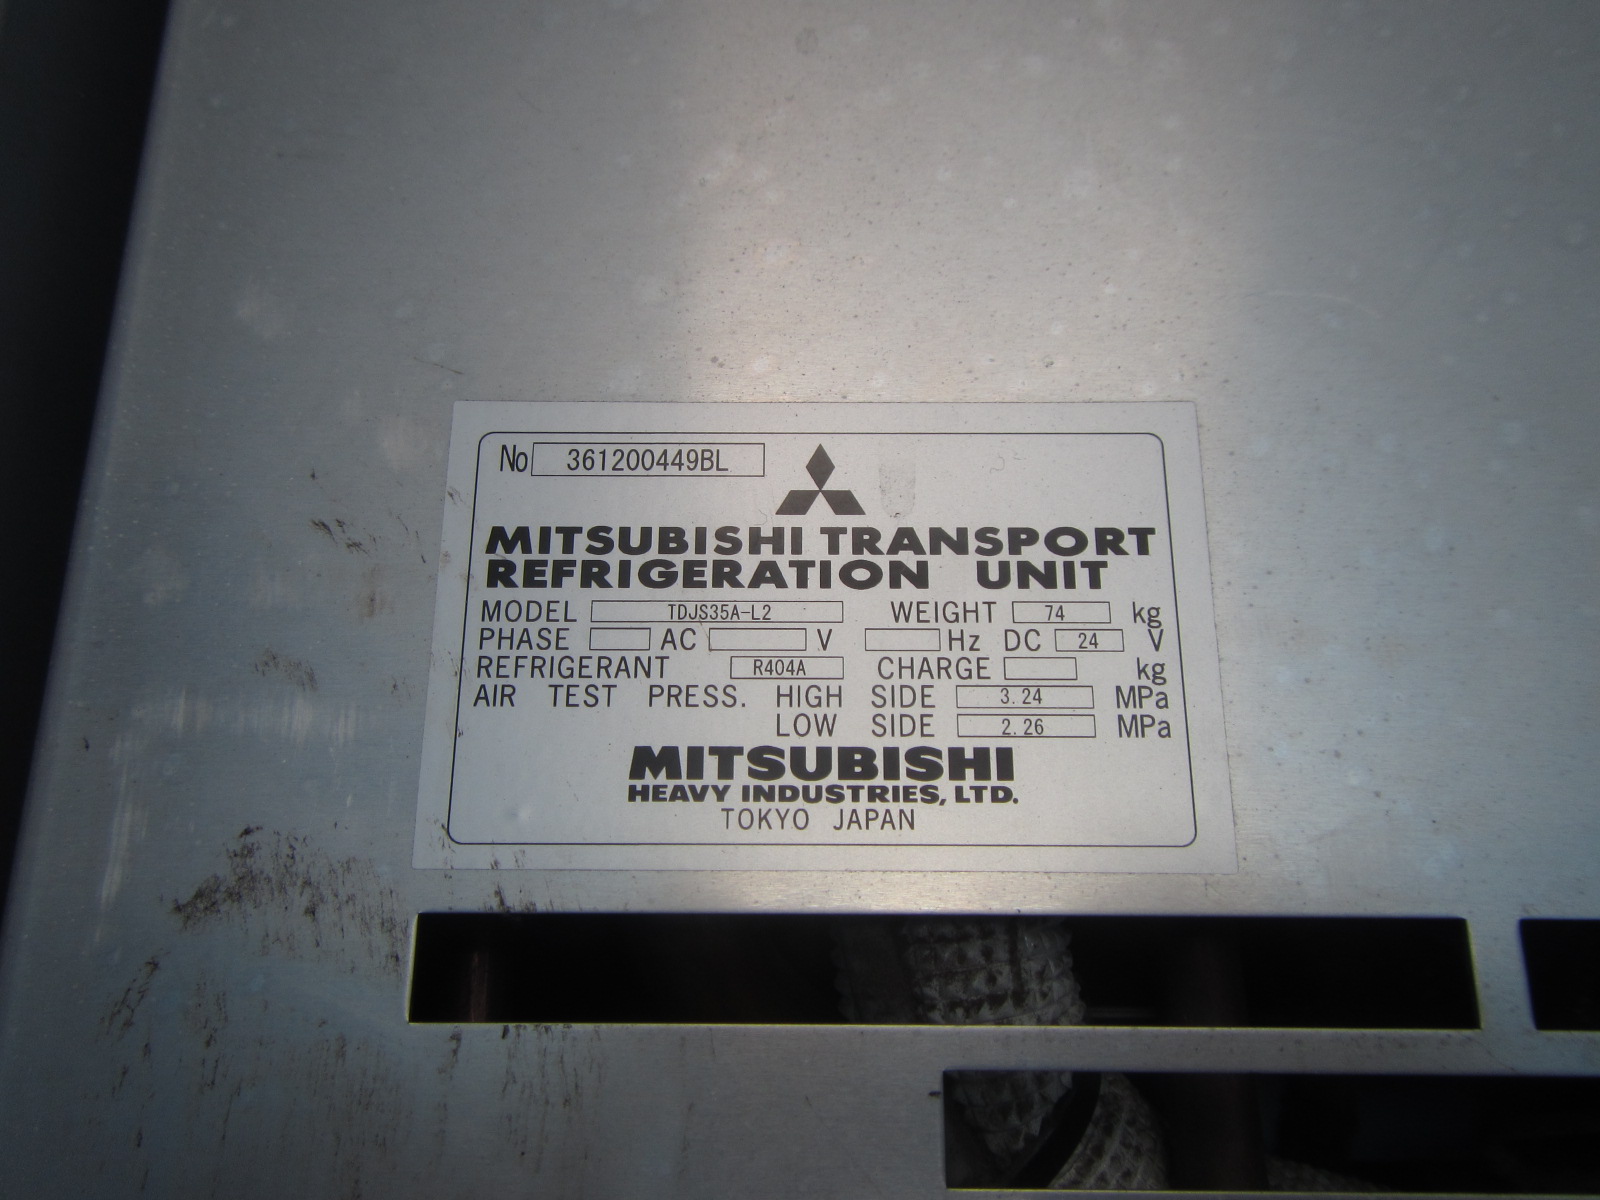 No 361200449BL
MITSUBISHI TRANSPORT
REFRIGERATION UNIT
MODEL TDJS35A-L2 WEIGHT 74 kg
PHASE AC V Hz DC 24 V
REFRIGERANT R404A CHARGE kg
AIR TEST PRESS. HIGH SIDE 3.24 MPa
LOW SIDE 2.26 MPa
MITSUBISHI
HEAVY INDUSTRIES, LTD.
TOKYO JAPAN